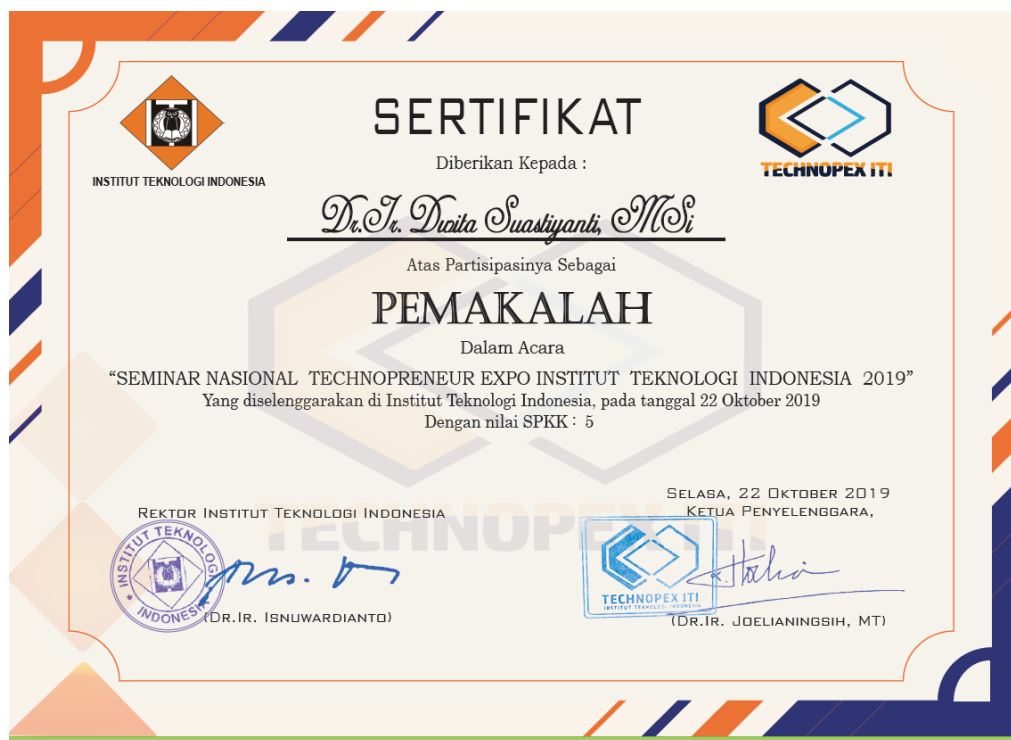 SERTIFIKAT
INSTITUT TEKNOLOGI INDONESIA
TECHNOPEX ITI
Diberikan Kepada :
Dr.Ir. Dwita Suastiyanti, MSi
Atas Partisipasinya Sebagai
PEMAKALAH
Dalam Acara
“SEMINAR NASIONAL TECHNOPRENEUR EXPO INSTITUT TEKNOLOGI INDONESIA 2019”
Yang diselenggarakan di Institut Teknologi Indonesia, pada tanggal 22 Oktober 2019
Dengan nilai SPKK : 5
TECHNOPEX ITI
REKTOR INSTITUT TEKNOLOGI INDONESIA
INSTITUT TEKNOLOGI INDONESIA
(DR.IR. ISNUWARDIANTO)
SELASA, 22 OKTOBER 2019
KETUA PENYELENGGARA,
TECHNOPEX ITI
INSTITUT TEKNOLOGI INDONESIA
(DR.IR. JOELIANINGSIH, MT)